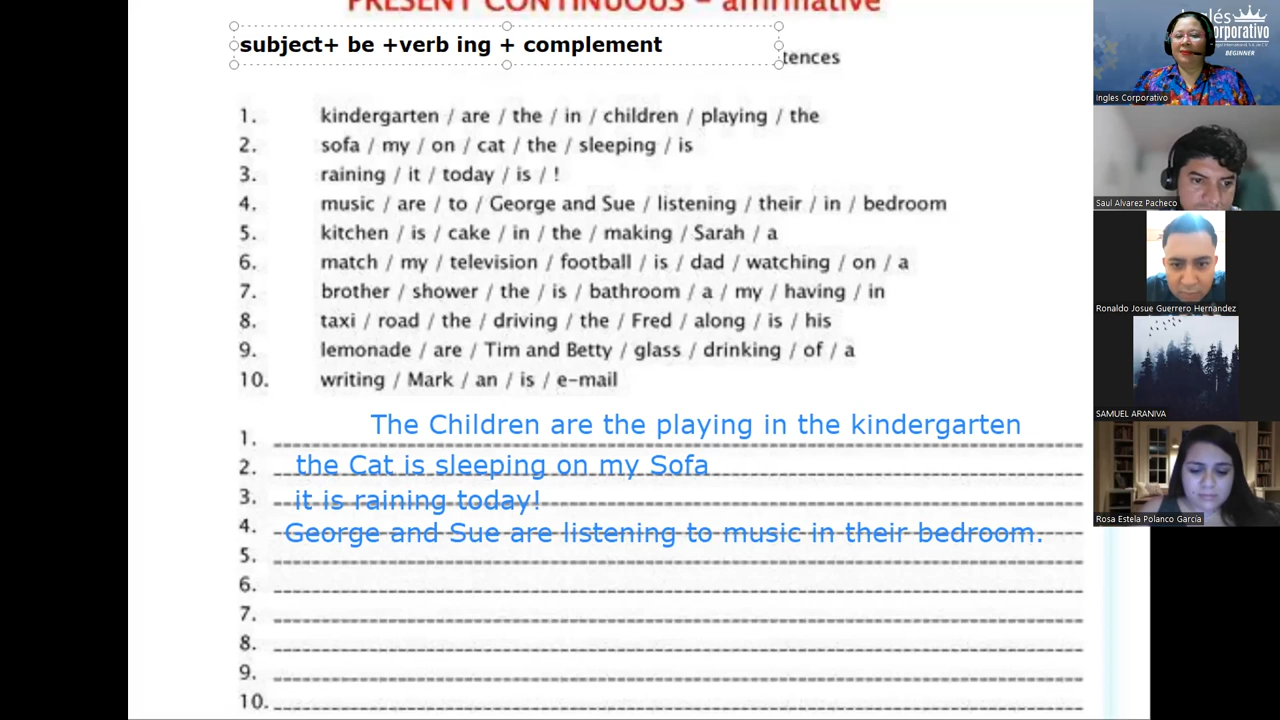 PRESENT CONTINUOUS - affirmative
subject+ be +verb ing + complement
tences
1. kindergarten / are / the / in / children / playing / the
2. sofa / my / on / cat / the / sleeping / is
3. raining / it / today / is / !
4. music / are / to / George and Sue / listening / their / in / bedroom
5. kitchen / is / cake / in / the / making / Sarah / a
6. match / my / television / football / is / dad / watching / on / a
7. brother / shower / the / is / bathroom / a / my / having / in
8. taxi / road / the / driving / the / Fred / along / is / his
9. lemonade / are / Tim and Betty / glass / drinking / of / a
10. writing / Mark / an / is / e-mail
1. The Children are the playing in the kindergarten
2. the Cat is sleeping on my Sofa
3. it is raining today!
4. George and Sue are listening to music in their bedroom.
5.
6.
7.
8.
9.
10.
Inglés
Corporativo
BEGINNER
Ingles Corporativo
Saul Alvarez Pacheco
Ronaldo Josue Guerrero Hernandez
SAMUEL ARANIVA
Rosa Estela Polanco García